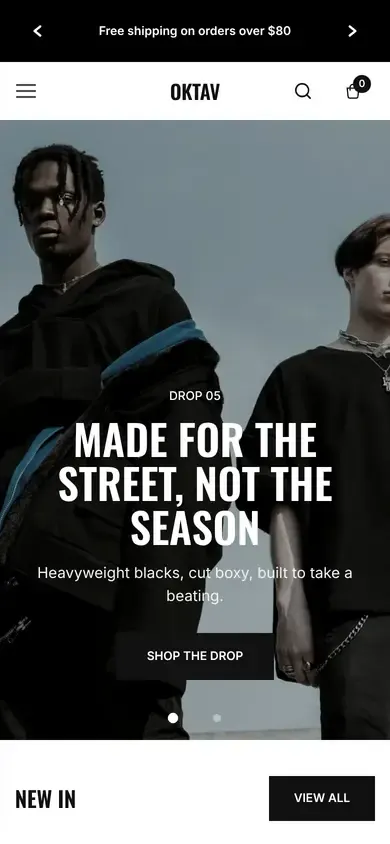 Free shipping on orders over $80
OKTAV
0
DROP 05
MADE FOR THE
STREET, NOT THE
SEASON
Heavyweight blacks, cut boxy, built to take a
beating.
SHOP THE DROP
NEW IN
VIEW ALL